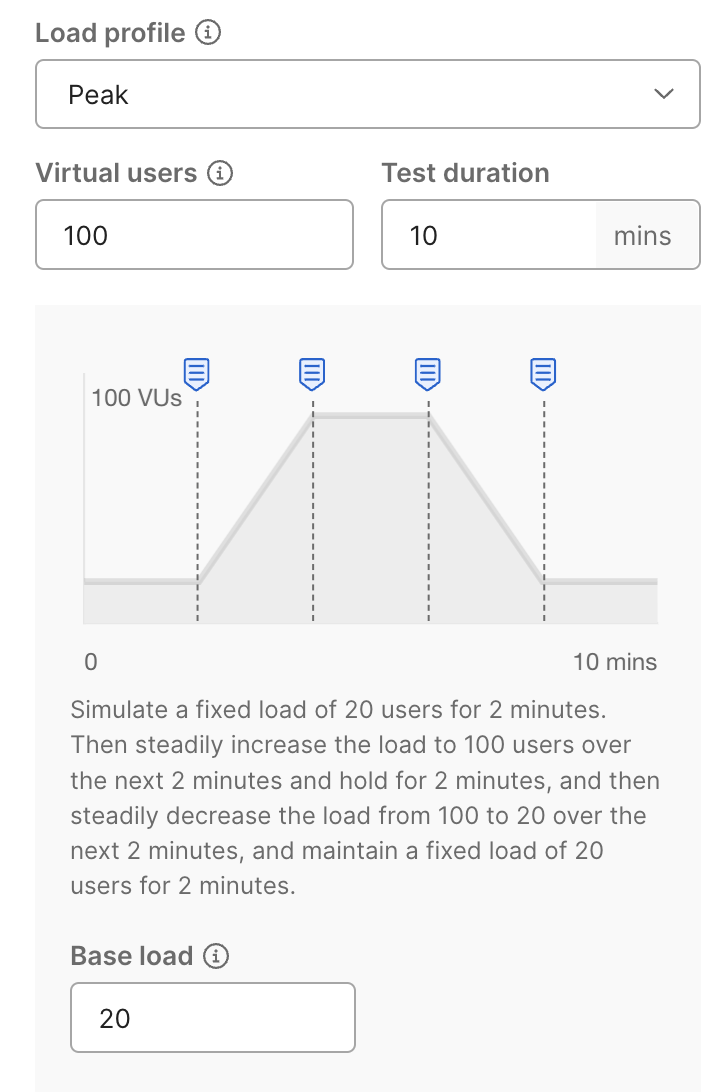 Load profile
Peak
Virtual users
Test duration
100
10
mins
100 VUs
0
10 mins
Simulate a fixed load of 20 users for 2 minutes.
Then steadily increase the load to 100 users over
the next 2 minutes and hold for 2 minutes, and then
steadily decrease the load from 100 to 20 over the
next 2 minutes, and maintain a fixed load of 20
users for 2 minutes.
Base load
20